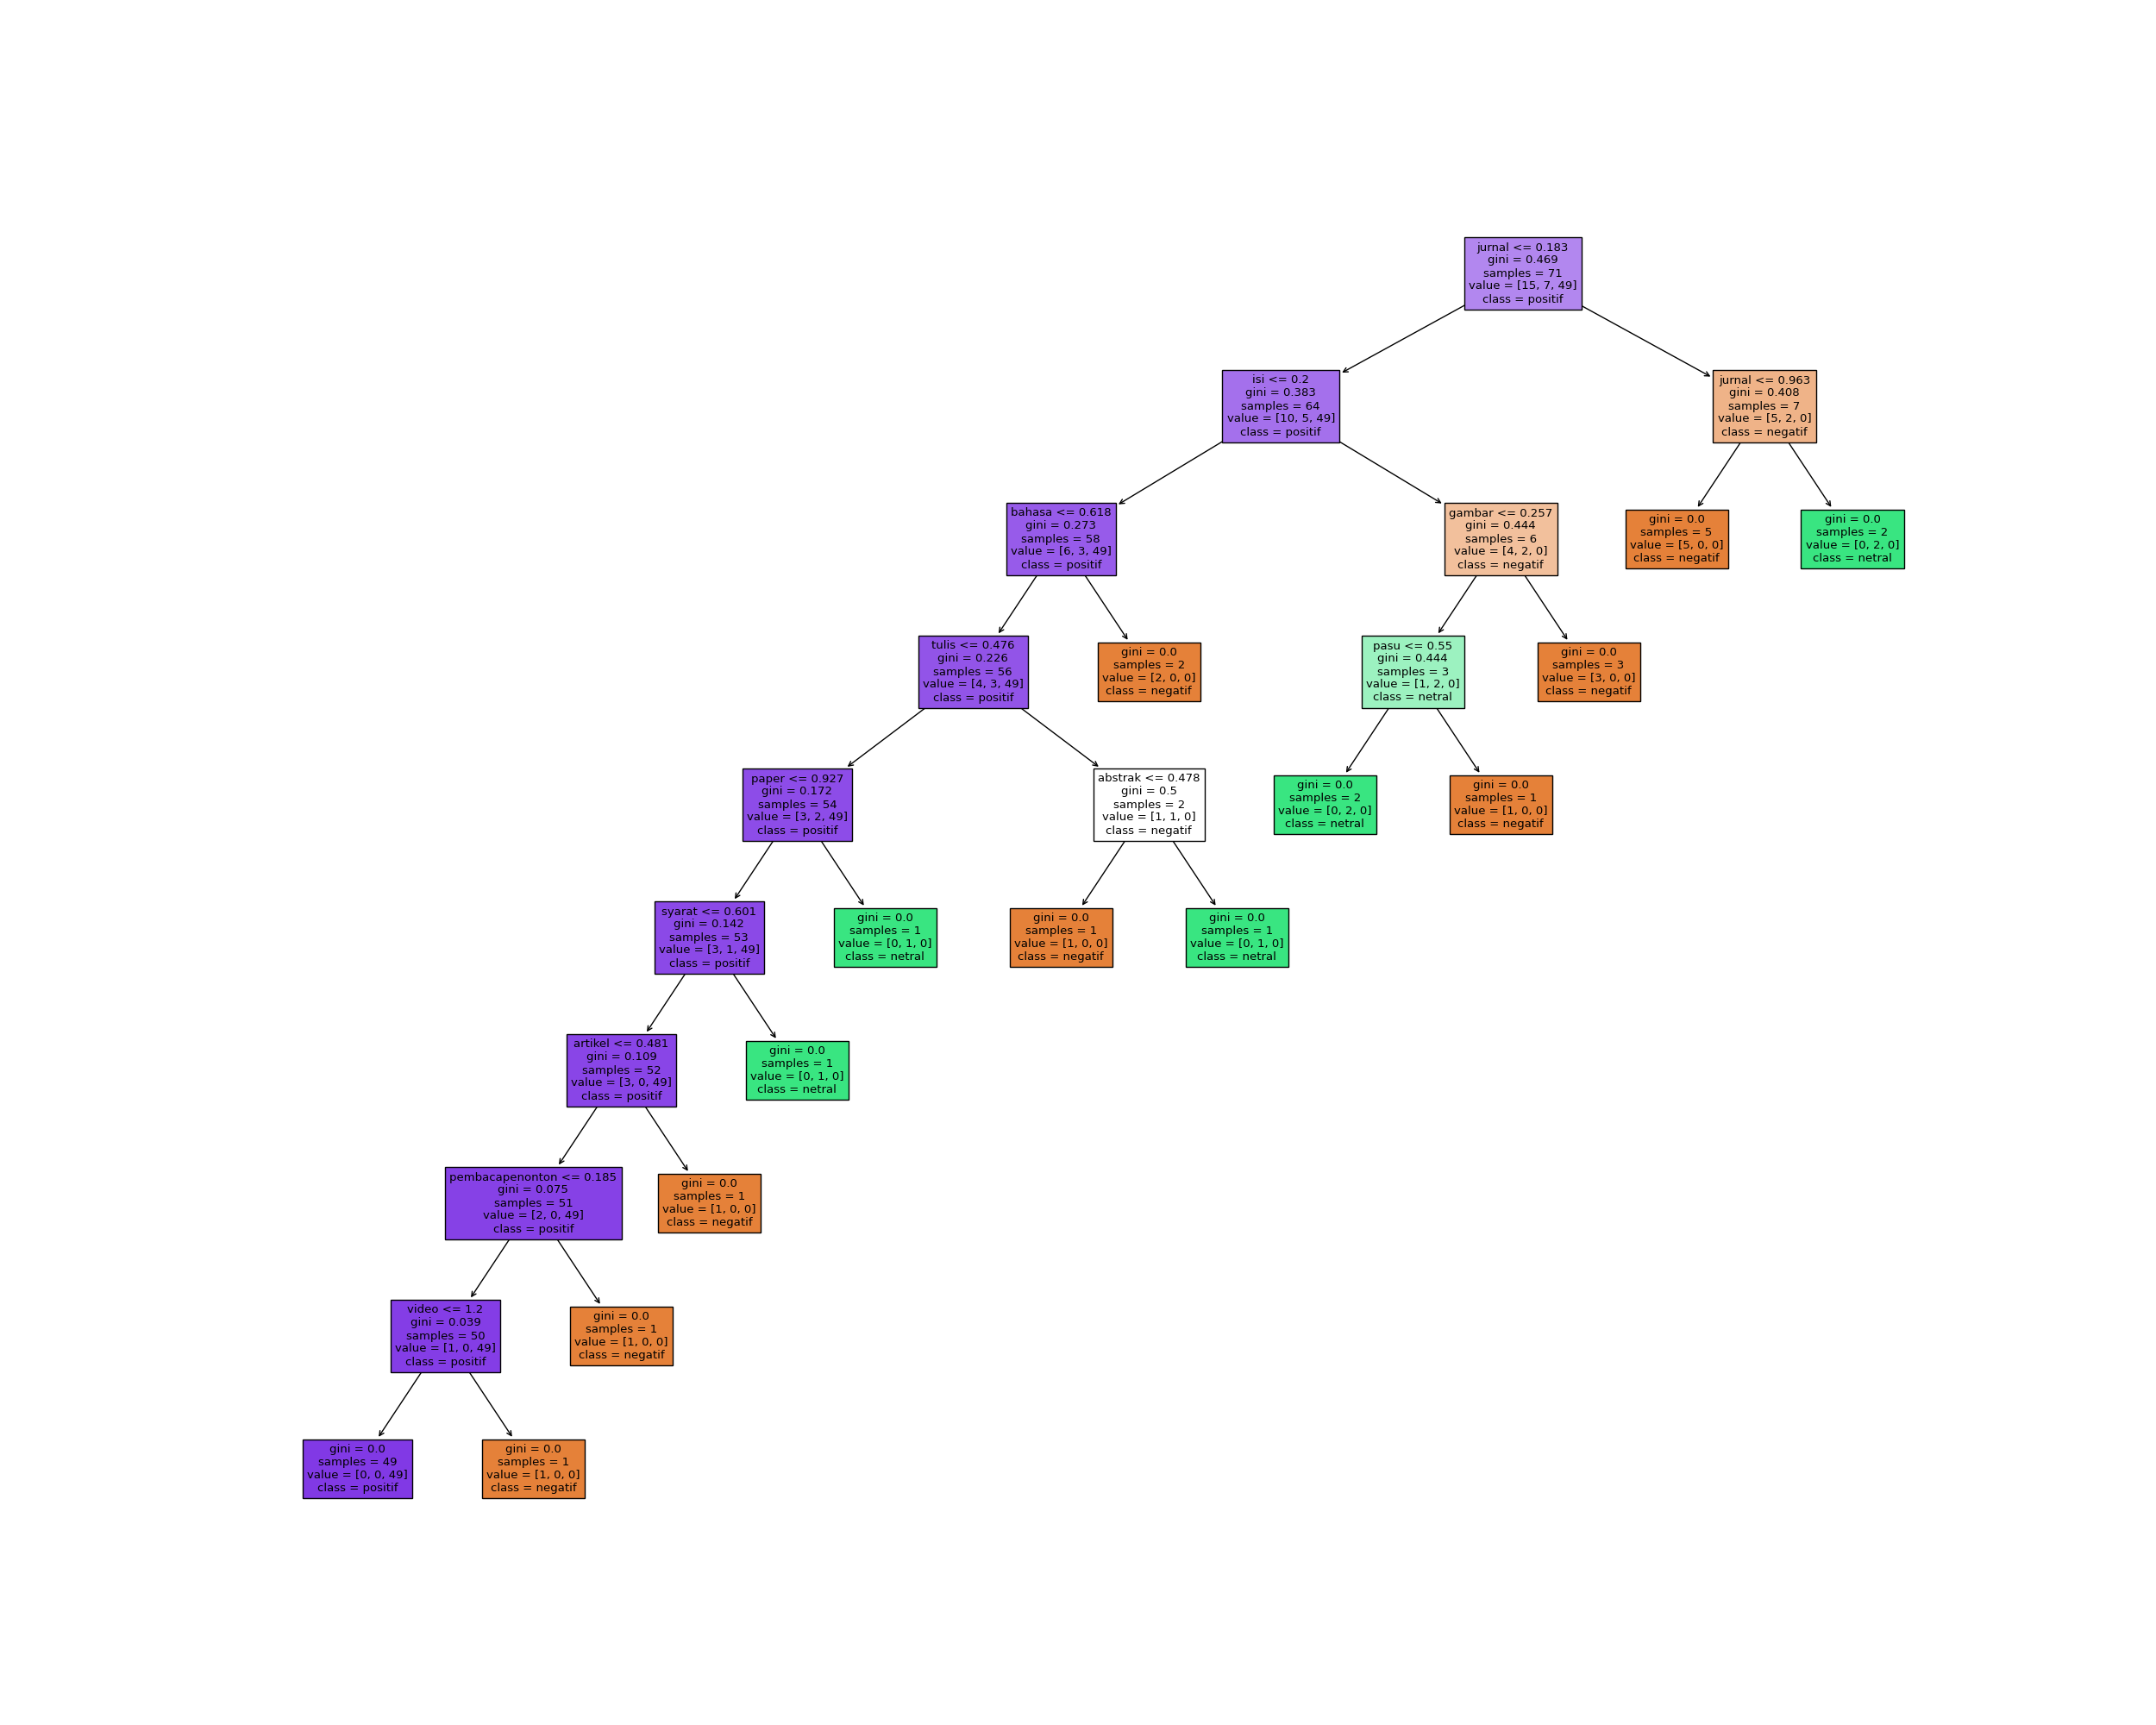 jurnal <= 0.183
gini = 0.469
samples = 71
value = [15, 7, 49]
class = positif
isi <= 0.2
gini = 0.383
samples = 64
value = [10, 5, 49]
class = positif
jurnal <= 0.963
gini = 0.408
samples = 7
value = [5, 2, 0]
class = negatif
bahasa <= 0.618
gini = 0.273
samples = 58
value = [6, 3, 49]
class = positif
gambar <= 0.257
gini = 0.444
samples = 6
value = [4, 2, 0]
class = negatif
gini = 0.0
samples = 5
value = [5, 0, 0]
class = negatif
gini = 0.0
samples = 2
value = [0, 2, 0]
class = netral
tulis <= 0.476
gini = 0.226
samples = 56
value = [4, 3, 49]
class = positif
gini = 0.0
samples = 2
value = [2, 0, 0]
class = negatif
pasu <= 0.55
gini = 0.444
samples = 3
value = [1, 2, 0]
class = netral
gini = 0.0
samples = 3
value = [3, 0, 0]
class = negatif
paper <= 0.927
gini = 0.172
samples = 54
value = [3, 2, 49]
class = positif
abstrak <= 0.478
gini = 0.5
samples = 2
value = [1, 1, 0]
class = negatif
gini = 0.0
samples = 2
value = [0, 2, 0]
class = netral
gini = 0.0
samples = 1
value = [1, 0, 0]
class = negatif
syarat <= 0.601
gini = 0.142
samples = 53
value = [3, 1, 49]
class = positif
gini = 0.0
samples = 1
value = [0, 1, 0]
class = netral
gini = 0.0
samples = 1
value = [1, 0, 0]
class = negatif
gini = 0.0
samples = 1
value = [0, 1, 0]
class = netral
artikel <= 0.481
gini = 0.109
samples = 52
value = [3, 0, 49]
class = positif
gini = 0.0
samples = 1
value = [0, 1, 0]
class = netral
pembacapenonton <= 0.185
gini = 0.075
samples = 51
value = [2, 0, 49]
class = positif
gini = 0.0
samples = 1
value = [1, 0, 0]
class = negatif
video <= 1.2
gini = 0.039
samples = 50
value = [1, 0, 49]
class = positif
gini = 0.0
samples = 1
value = [1, 0, 0]
class = negatif
gini = 0.0
samples = 49
value = [0, 0, 49]
class = positif
gini = 0.0
samples = 1
value = [1, 0, 0]
class = negatif